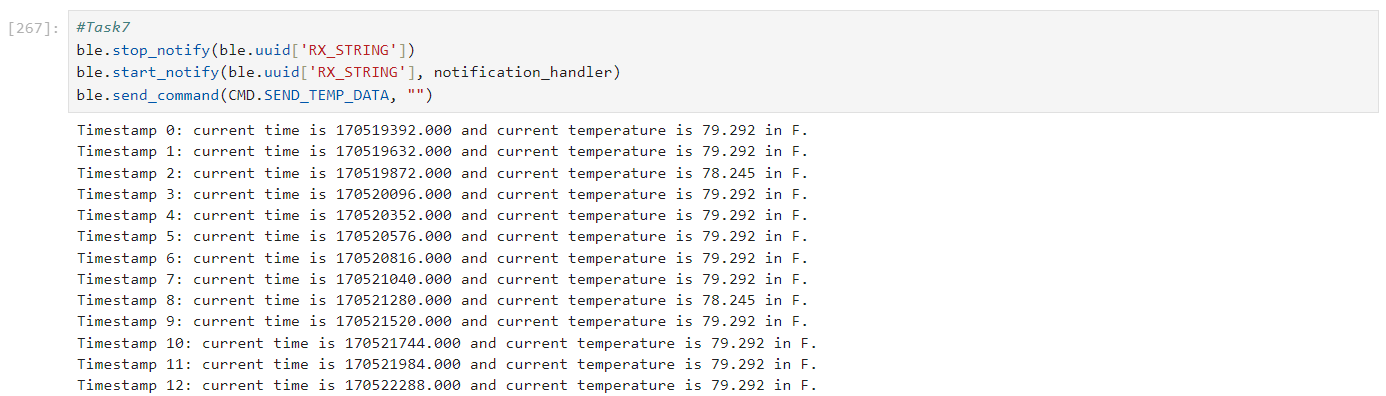 [267]: #Task7
ble.stop_notify(ble.uuid['RX_STRING'])
ble.start_notify(ble.uuid['RX_STRING'], notification_handler)
ble.send_command(CMD.SEND_TEMP_DATA, "")
Timestamp 0: current time is 170519392.000 and current temperature is 79.292 in F.
Timestamp 1: current time is 170519632.000 and current temperature is 79.292 in F.
Timestamp 2: current time is 170519872.000 and current temperature is 78.245 in F.
Timestamp 3: current time is 170520096.000 and current temperature is 79.292 in F.
Timestamp 4: current time is 170520352.000 and current temperature is 79.292 in F.
Timestamp 5: current time is 170520576.000 and current temperature is 79.292 in F.
Timestamp 6: current time is 170520816.000 and current temperature is 79.292 in F.
Timestamp 7: current time is 170521040.000 and current temperature is 79.292 in F.
Timestamp 8: current time is 170521280.000 and current temperature is 78.245 in F.
Timestamp 9: current time is 170521520.000 and current temperature is 79.292 in F.
Timestamp 10: current time is 170521744.000 and current temperature is 79.292 in F.
Timestamp 11: current time is 170521984.000 and current temperature is 79.292 in F.
Timestamp 12: current time is 170522288.000 and current temperature is 79.292 in F.